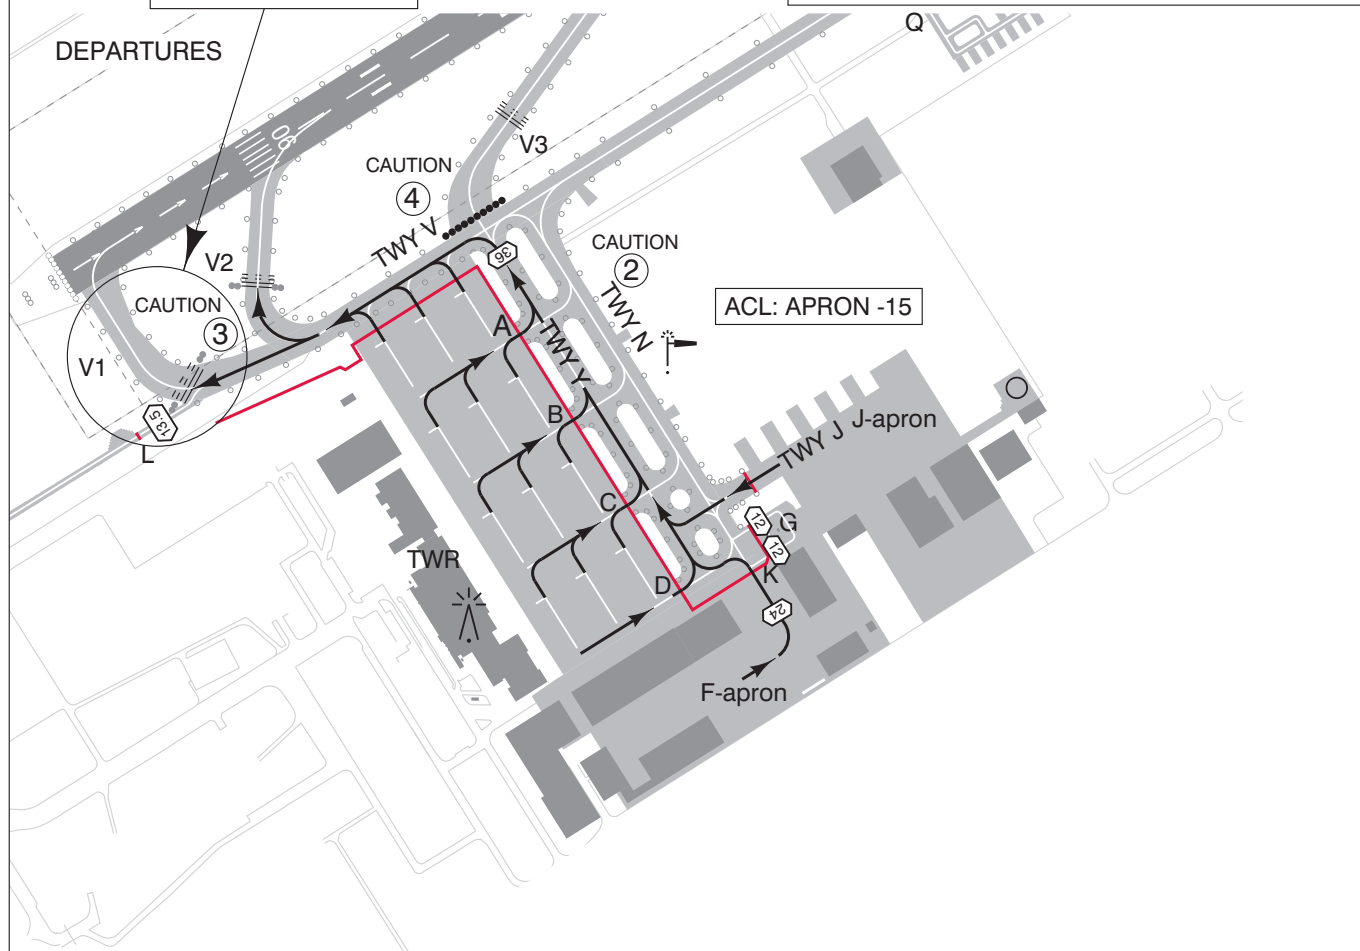 Q
DEPARTURES
06
V3
CAUTION
4
TWY V
36
CAUTION
2
TWY N
V2
CAUTION
3
ACL: APRON -15
A
TWY Y
V1
B
13.5
L
TWY J
J-apron
C
12
G
12
TWR
D
K
24
F-apron